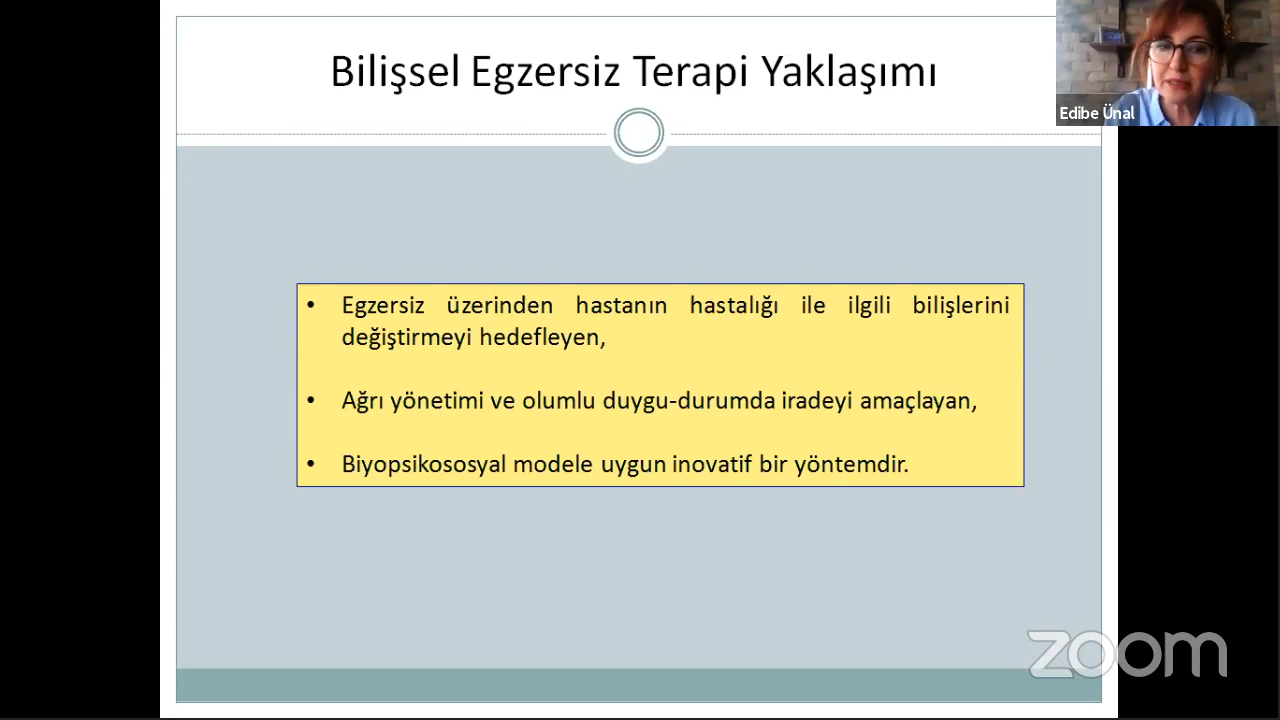 Bilişsel Egzersiz Terapi Yaklaşımı
Edibe Ünal
• Egzersiz üzerinden hastanın hastalığı ile ilgili bilişlerini
değiştirmeyi hedefleyen,
• Ağrı yönetimi ve olumlu duygu-durumda iradeyi amaçlayan,
• Biyopsikososyal modele uygun inovatif bir yöntemdir.
zoom